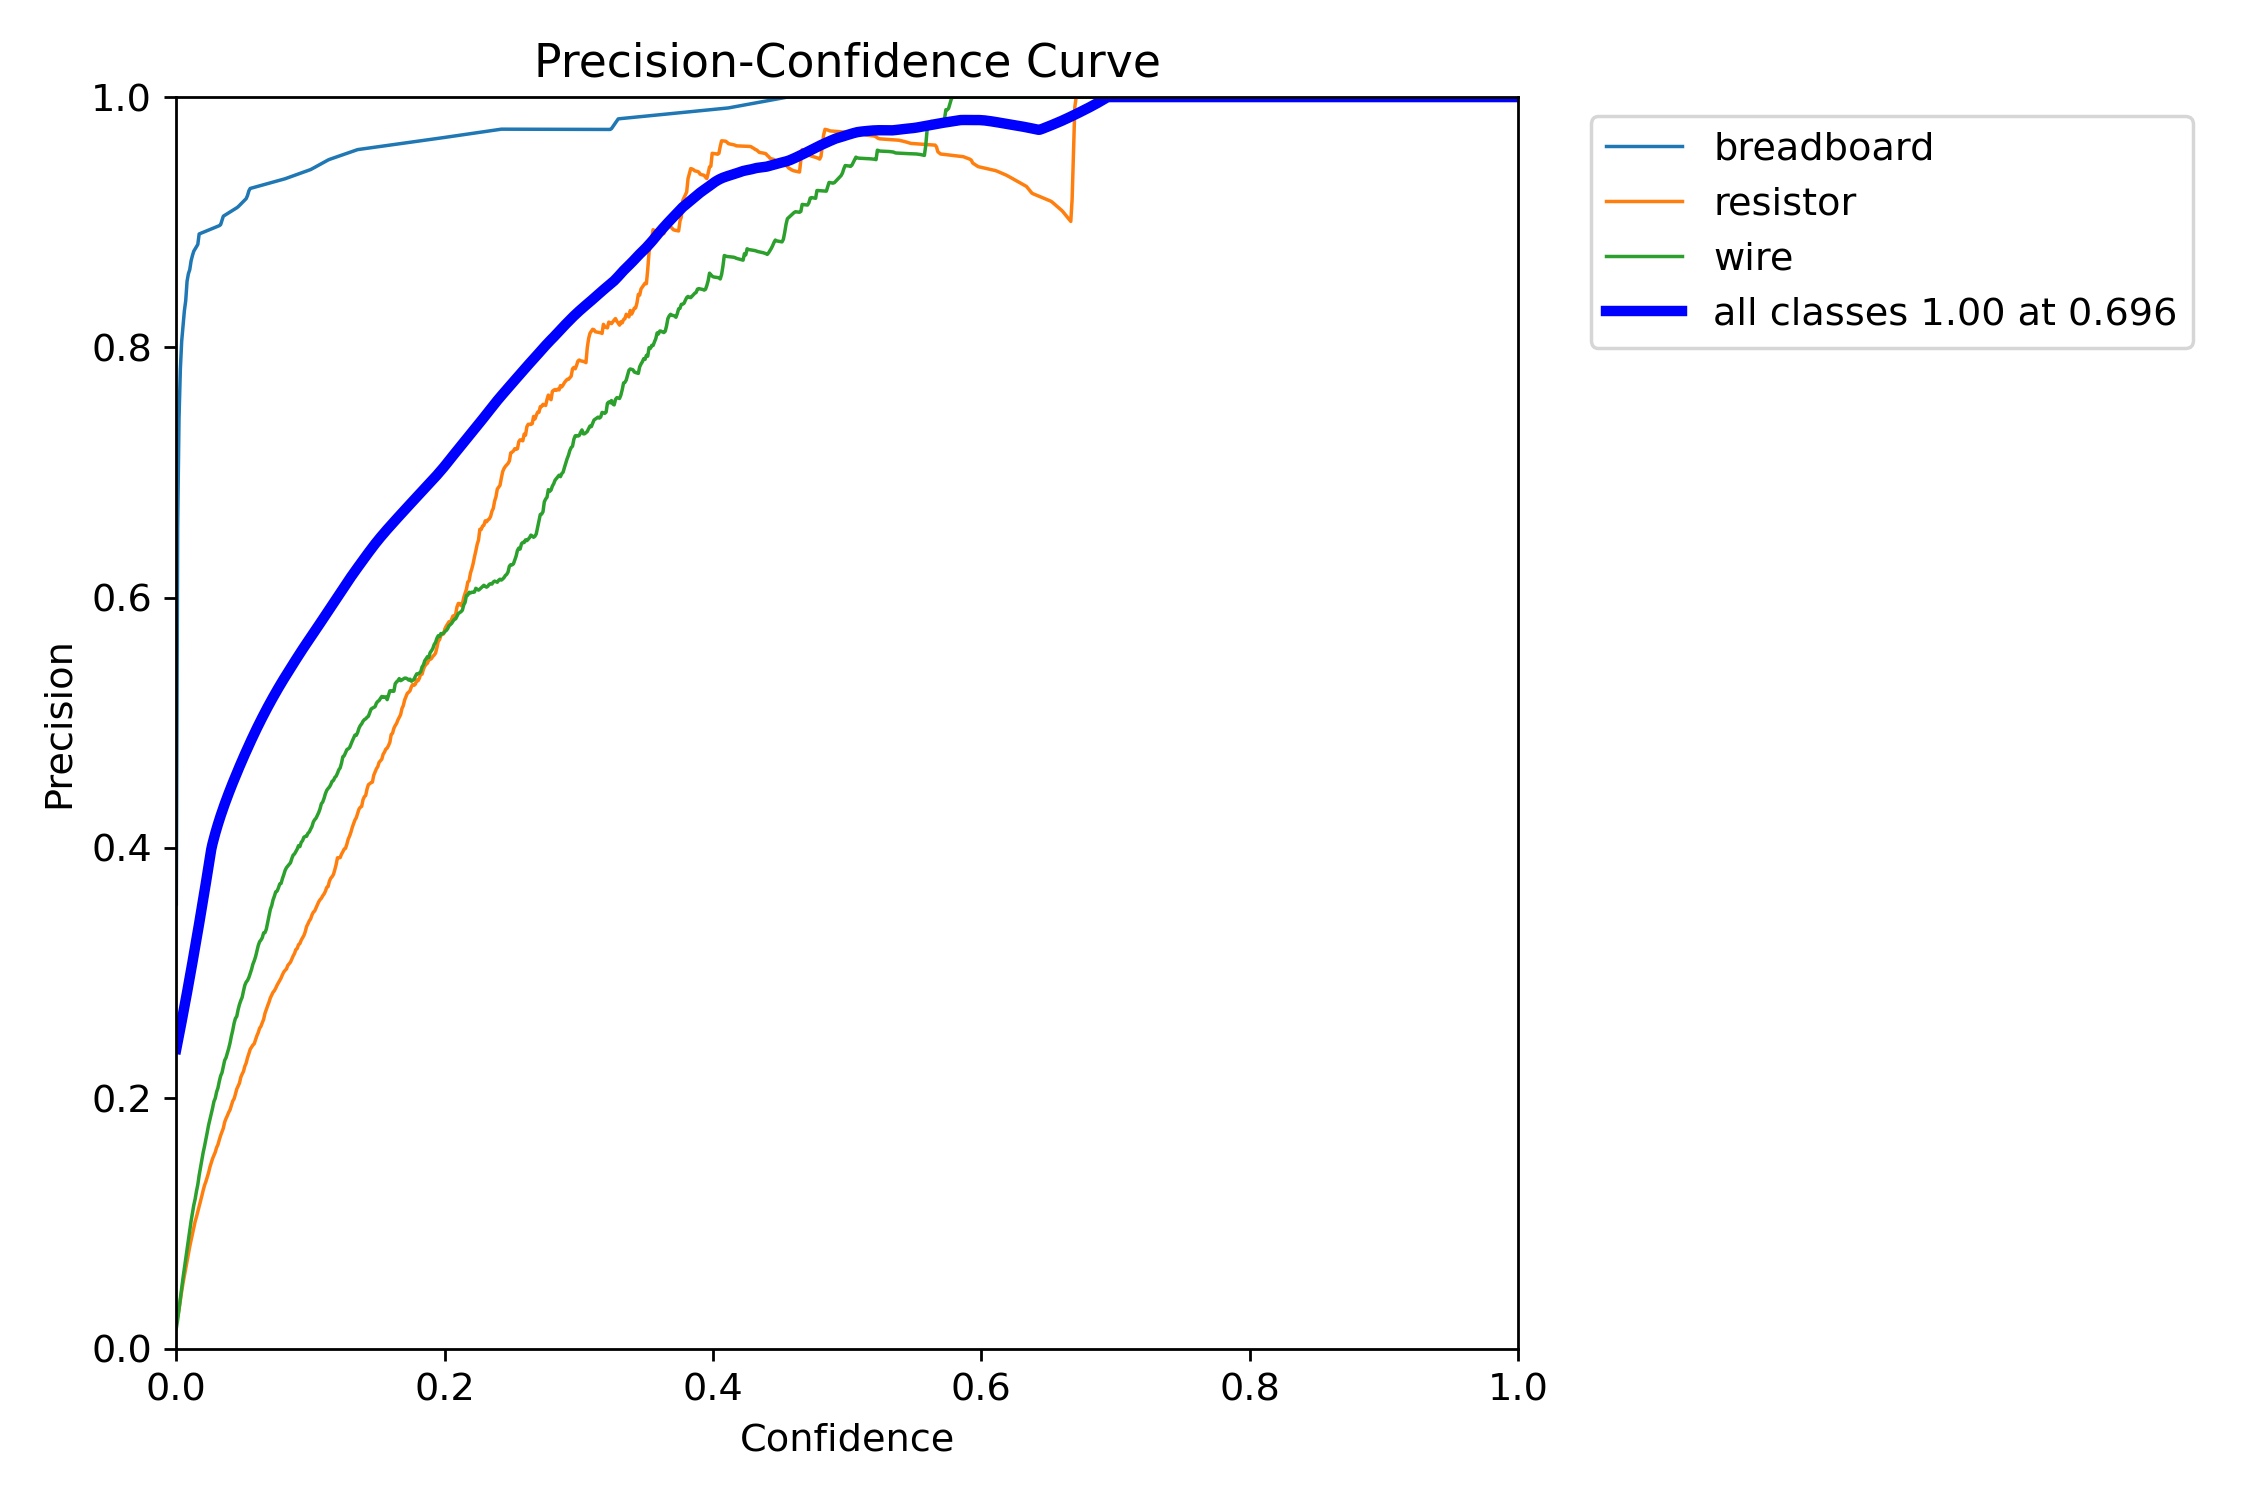 Precision-Confidence Curve
1.0
0.8
0.6
0.4
0.2
0.0
Precision
0.0 0.2 0.4 0.6 0.8 1.0
Confidence
breadboard
resistor
wire
all classes 1.00 at 0.696